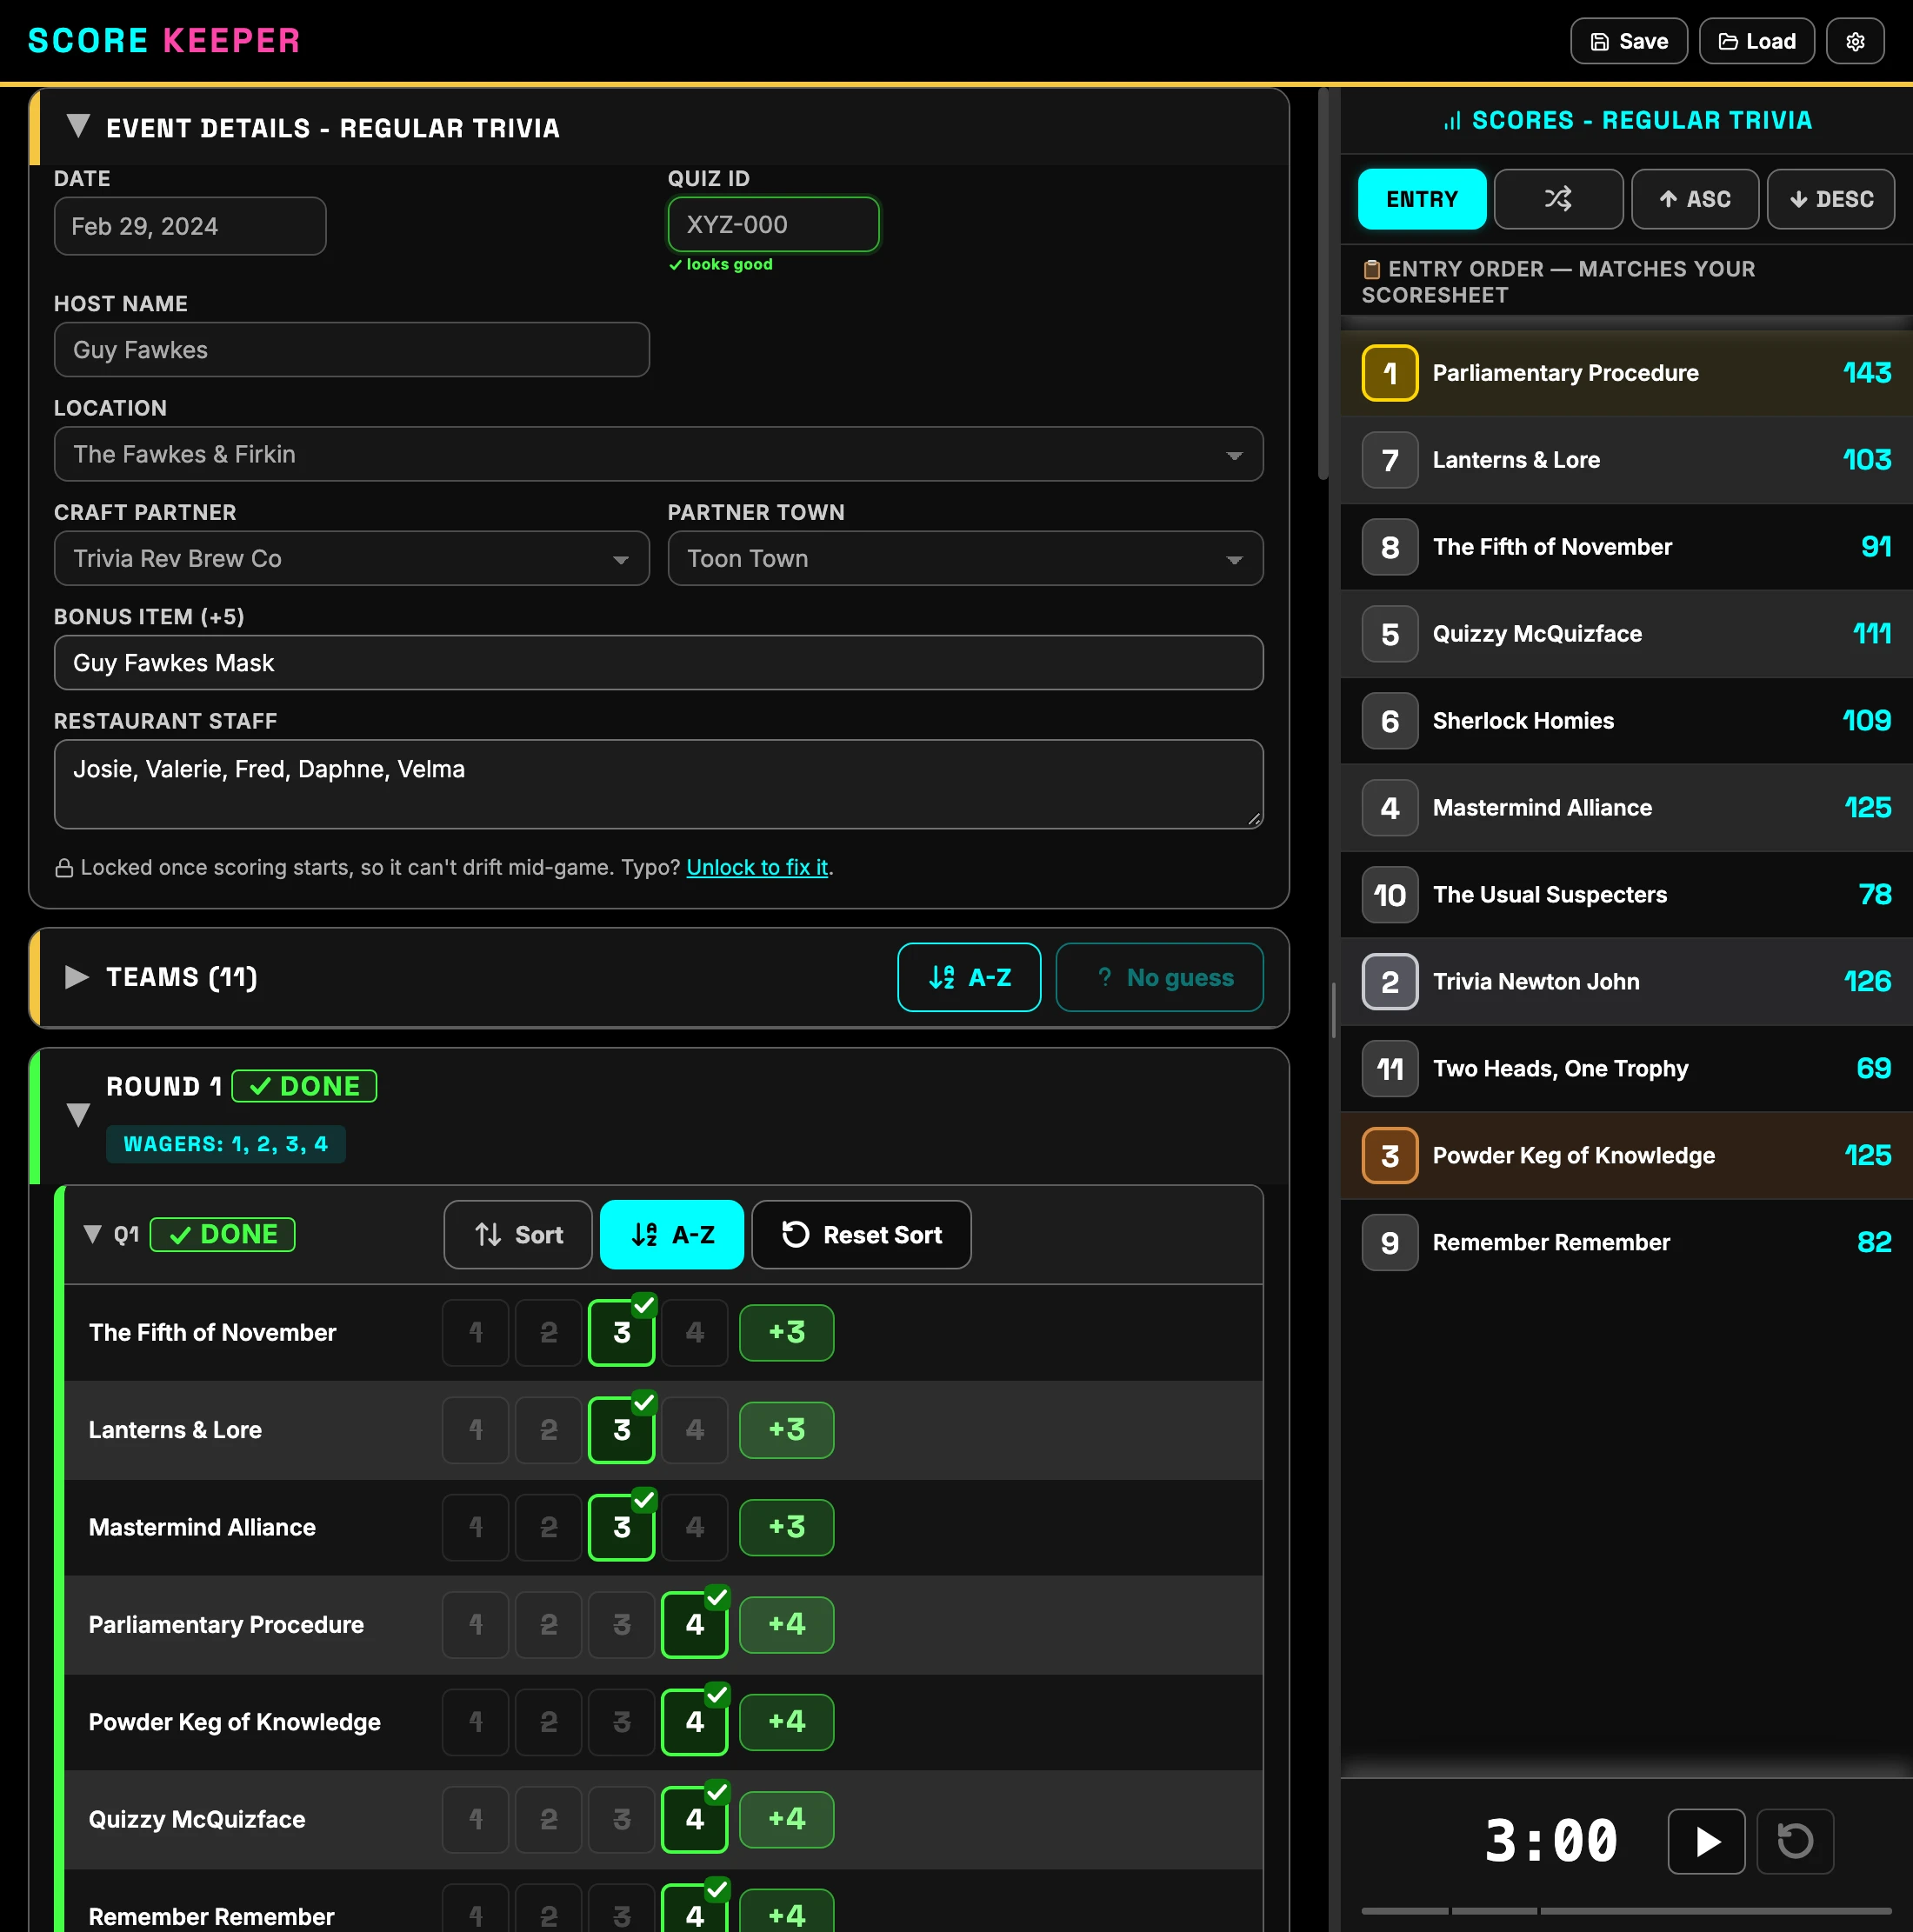 SCORE KEEPER
Save
Load
EVENT DETAILS - REGULAR TRIVIA
DATE
QUIZ ID
Feb 29, 2024
XYZ-000
looks good
HOST NAME
Guy Fawkes
LOCATION
The Fawkes & Firkin
CRAFT PARTNER
PARTNER TOWN
Trivia Rev Brew Co
Toon Town
BONUS ITEM (+5)
Guy Fawkes Mask
RESTAURANT STAFF
Josie, Valerie, Fred, Daphne, Velma
Locked once scoring starts, so it can't drift mid-game. Typo? Unlock to fix it.
TEAMS (11)
A-Z
? No guess
ROUND 1 DONE
WAGERS: 1, 2, 3, 4
Q1 DONE
Sort
A-Z
Reset Sort
The Fifth of November 1 2 3 4 +3
Lanterns & Lore 1 2 3 4 +3
Mastermind Alliance 1 2 3 4 +3
Parliamentary Procedure 1 2 3 4 +4
Powder Keg of Knowledge 1 2 3 4 +4
Quizzy McQuizface 1 2 3 4 +4
Remember Remember 1 2 3 4 +4
SCORES - REGULAR TRIVIA
ENTRY
ASC
DESC
ENTRY ORDER — MATCHES YOUR
SCORESHEET
1 Parliamentary Procedure 143
7 Lanterns & Lore 103
8 The Fifth of November 91
5 Quizzy McQuizface 111
6 Sherlock Homies 109
4 Mastermind Alliance 125
10 The Usual Suspecters 78
2 Trivia Newton John 126
11 Two Heads, One Trophy 69
3 Powder Keg of Knowledge 125
9 Remember Remember 82
3:00